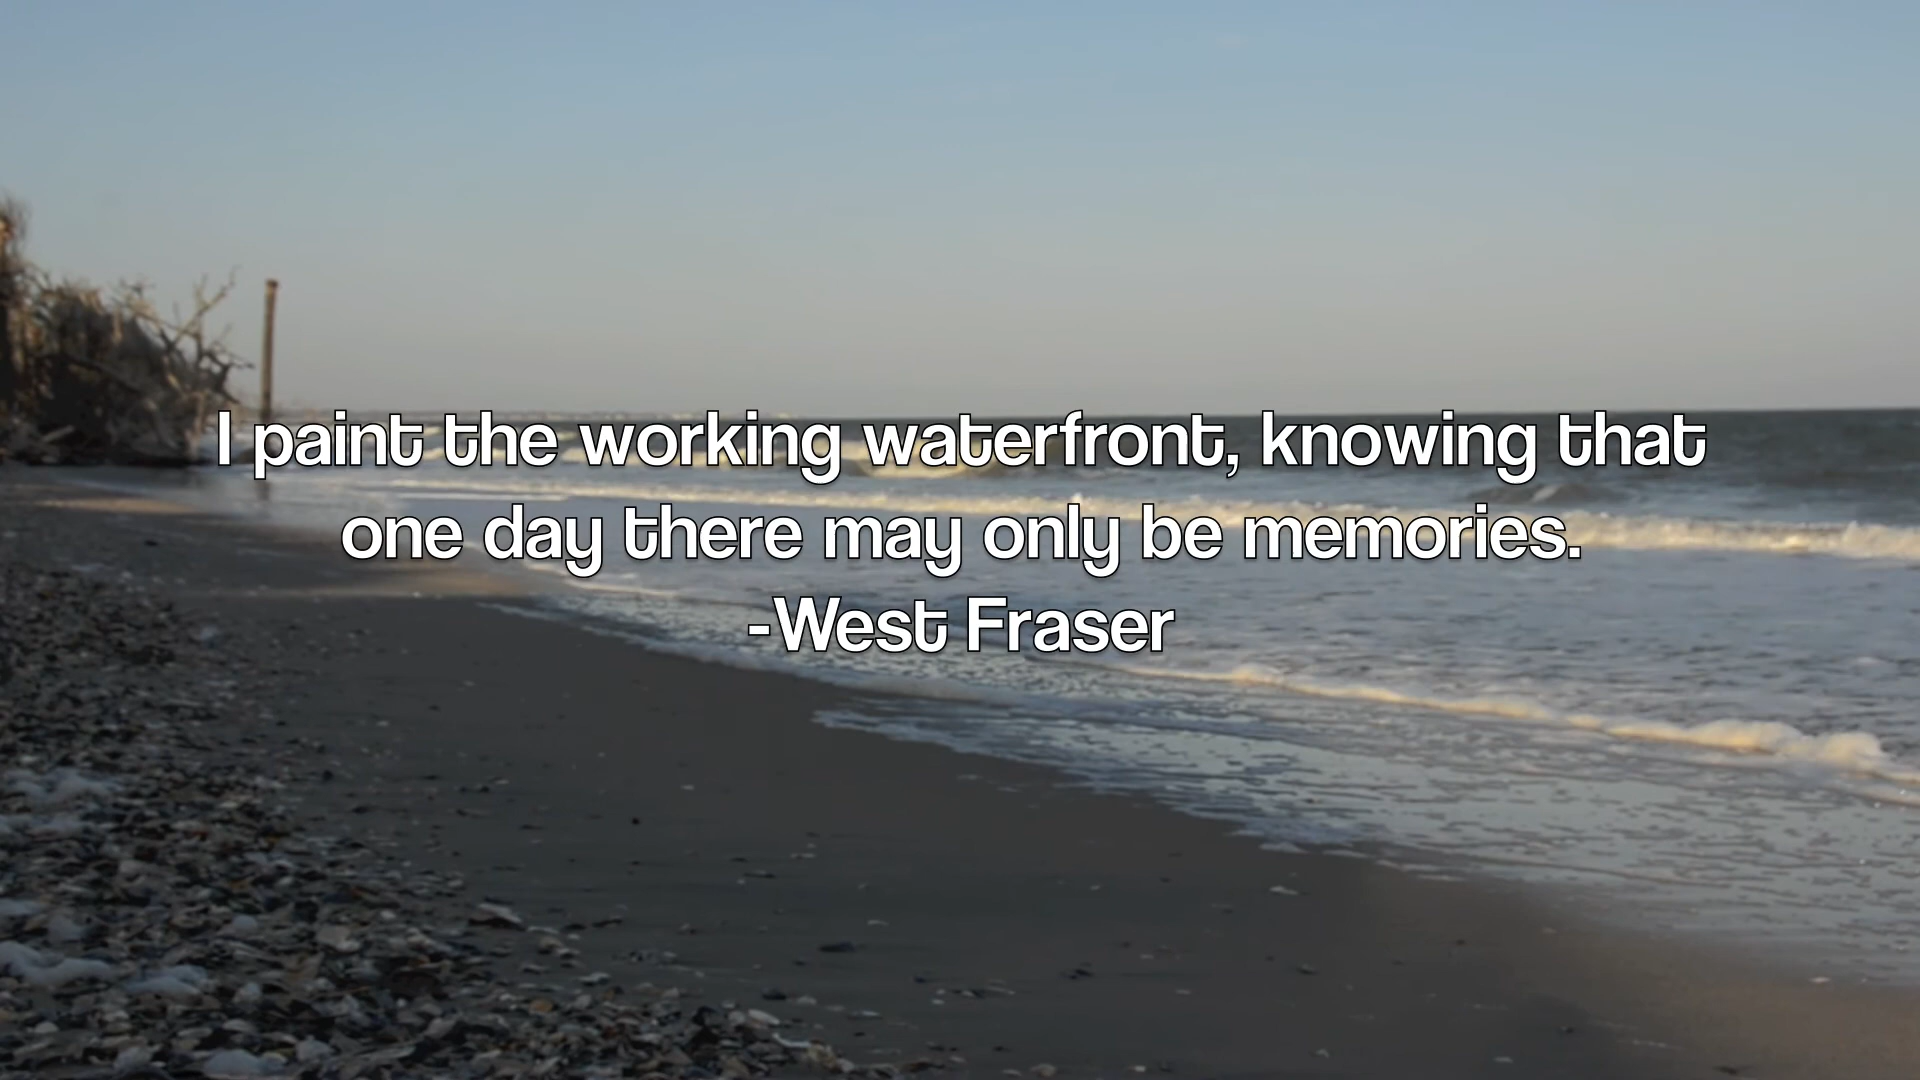 I paint the working waterfront, knowing that
one day there may only be memories.
-West Fraser